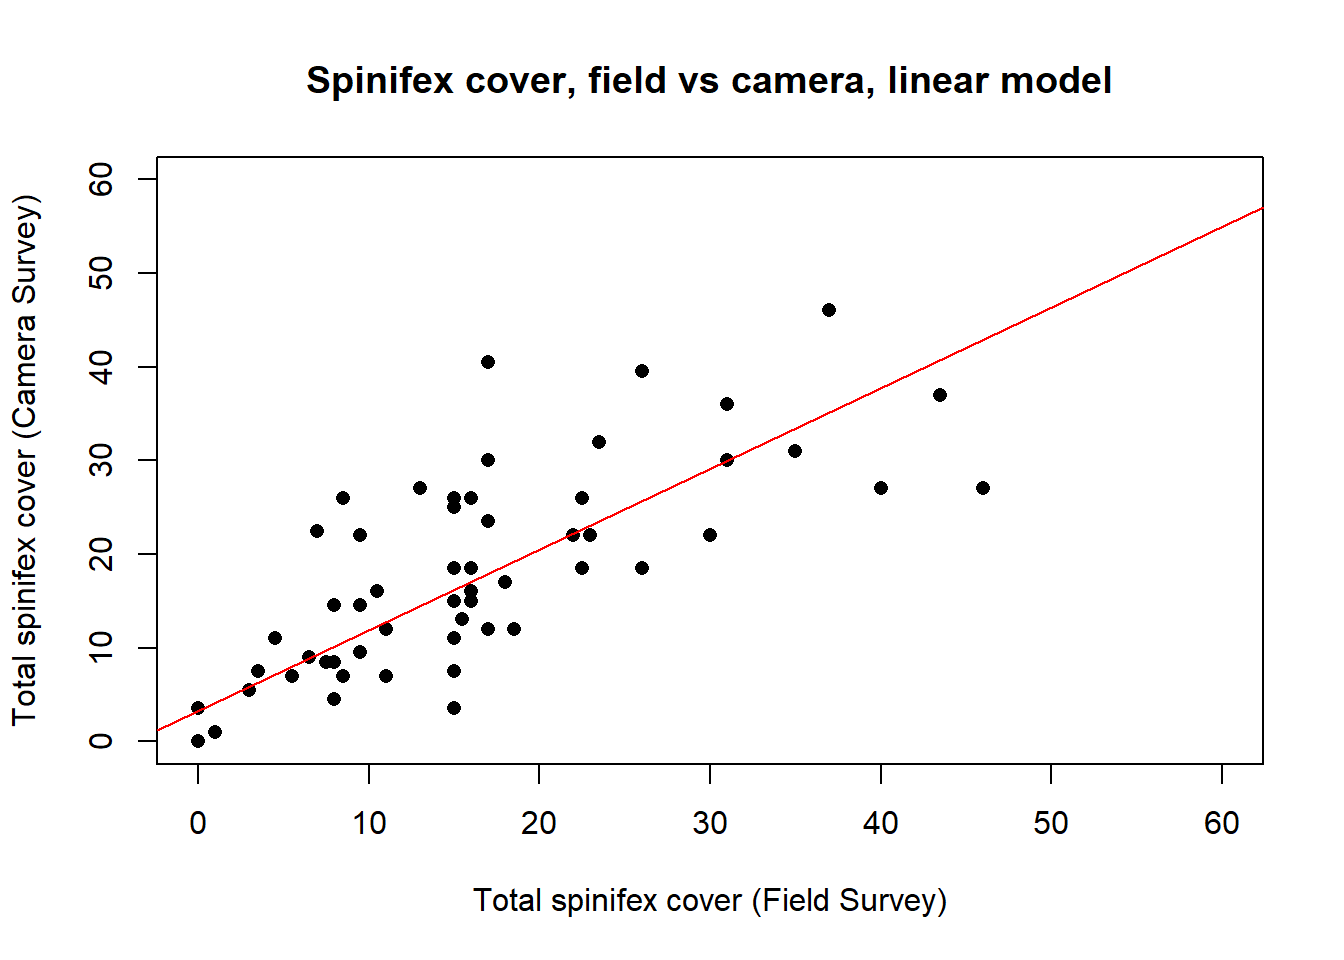 Spinifex cover, field vs camera, linear model
Total spinifex cover (Camera Survey)
60
50
40
30
20
10
0
0 10 20 30 40 50 60
Total spinifex cover (Field Survey)